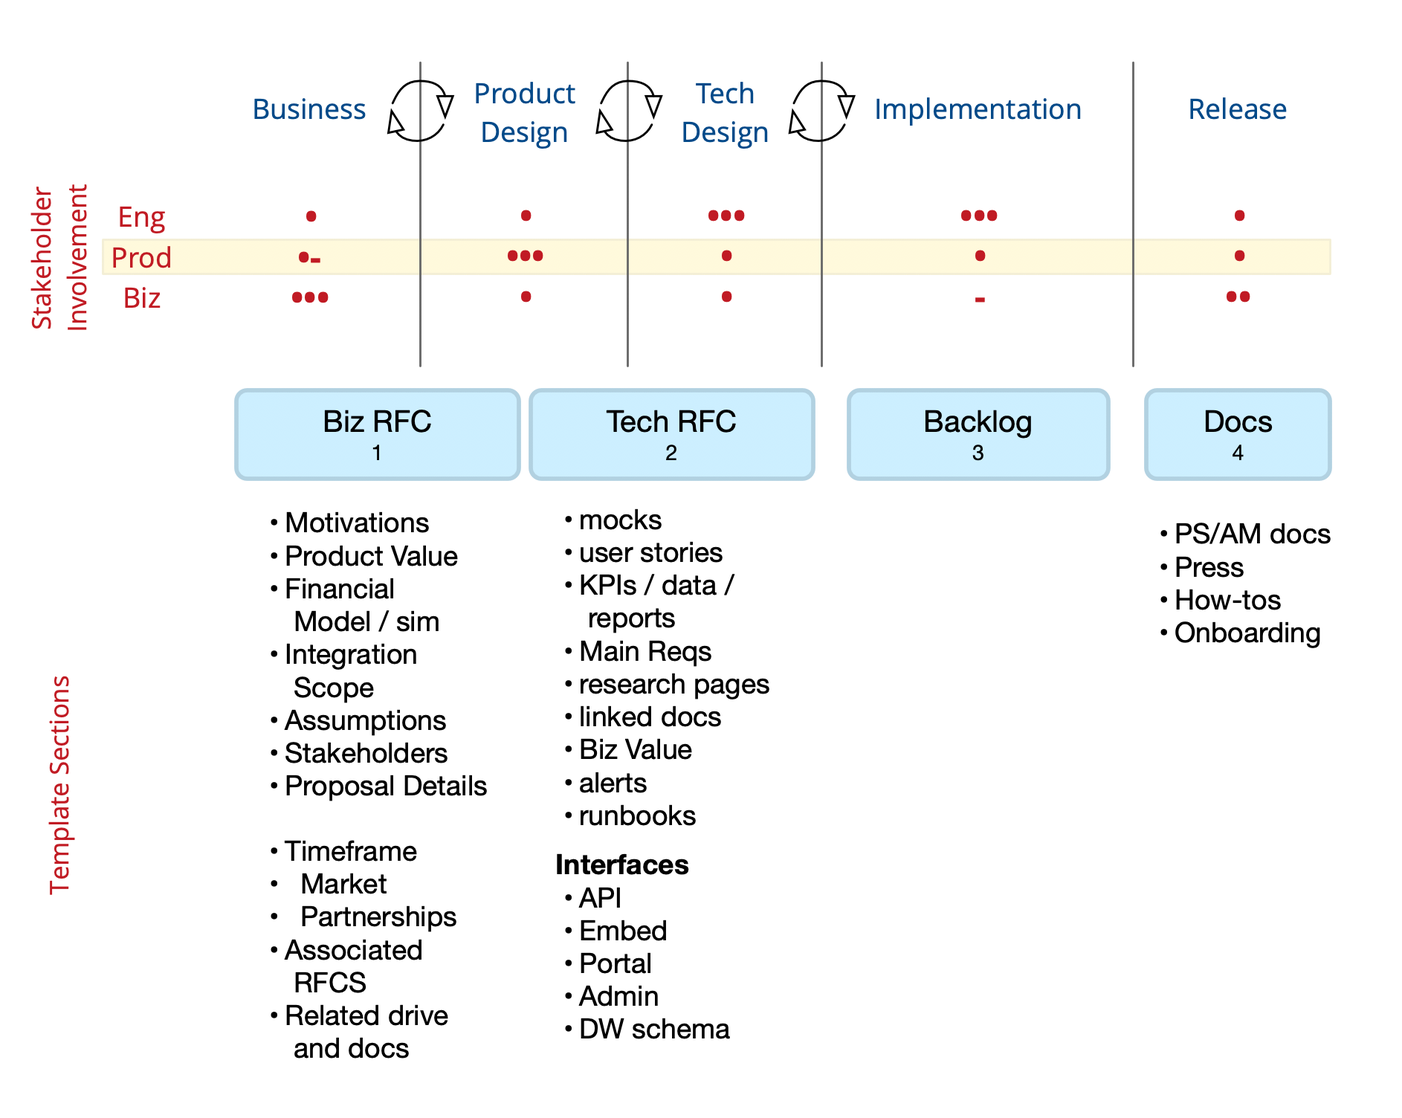 Business
Product
Design
Tech
Design
Implementation
Release
Stakeholder
Involvement
Eng
Prod
Biz
Biz RFC
1
Tech RFC
2
Backlog
3
Docs
4
Template Sections
• Motivations
• Product Value
• Financial
Model / sim
• Integration
Scope
• Assumptions
• Stakeholders
• Proposal Details
• Timeframe
• Market
• Partnerships
• Associated
RFCS
• Related drive
and docs
• mocks
• user stories
• KPIs / data /
reports
• Main Reqs
• research pages
• linked docs
• Biz Value
• alerts
• runbooks
Interfaces
• API
• Embed
• Portal
• Admin
• DW schema
• PS/AM docs
• Press
• How-tos
• Onboarding